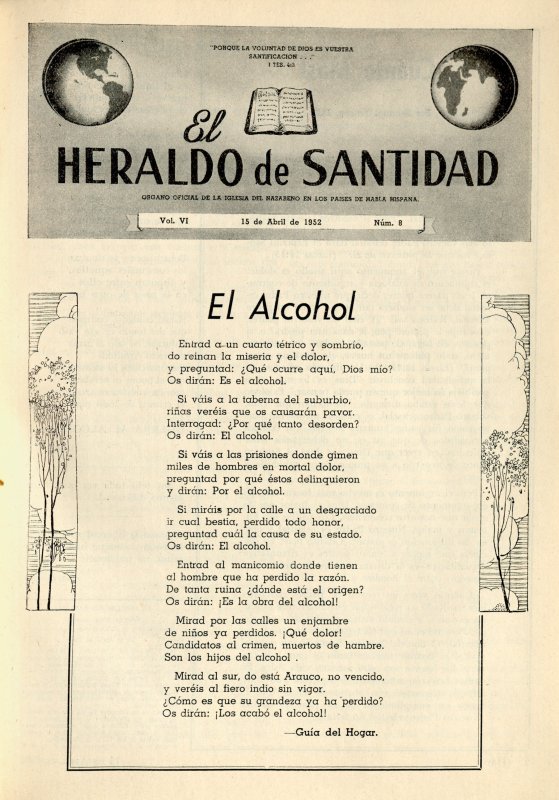 "PORQUE LA VOLUNTAD DE DIOS ES VUESTRA
SANTIFICACION . . ."
I TES. 4:3
El
HERALDO de SANTIDAD
ORGANO OFICIAL DE LA IGLESIA DEL NAZARENO EN LOS PAISES DE HABLA HISPANA.
Vol. VI 15 de Abril de 1952 Núm. 8
El Alcohol
Entrad a un cuarto tétrico y sombrío,
do reinan la miseria y el dolor,
y preguntad: ¿Qué ocurre aquí, Dios mío?
Os dirán: Es el alcohol.
Si váis a la taberna del suburbio,
riñas veréis que os causarán pavor.
Interrogad: ¿Por qué tanto desorden?
Os dirán: El alcohol.
Si váis a las prisiones donde gimen
miles de hombres en mortal dolor,
preguntad por qué éstos delinquieron
y dirán: Por el alcohol.
Si miráis por la calle a un desgraciado
ir cual bestia, perdido todo honor,
preguntad cuál la causa de su estado.
Os dirán: El alcohol.
Entrad al manicomio donde tienen
al hombre que ha perdido la razón.
De tanta ruina ¿dónde está el origen?
Os dirán: ¡Es la obra del alcohol!
Mirad por las calles un enjambre
de niños ya perdidos. ¡Qué dolor!
Candidatos al crimen, muertos de hambre.
Son los hijos del alcohol .
Mirad al sur, do está Arauco, no vencido,
y veréis al fiero indio sin vigor.
¿Cómo es que su grandeza ya ha perdido?
Os dirán: ¡Los acabó el alcohol!
—Guía del Hogar.